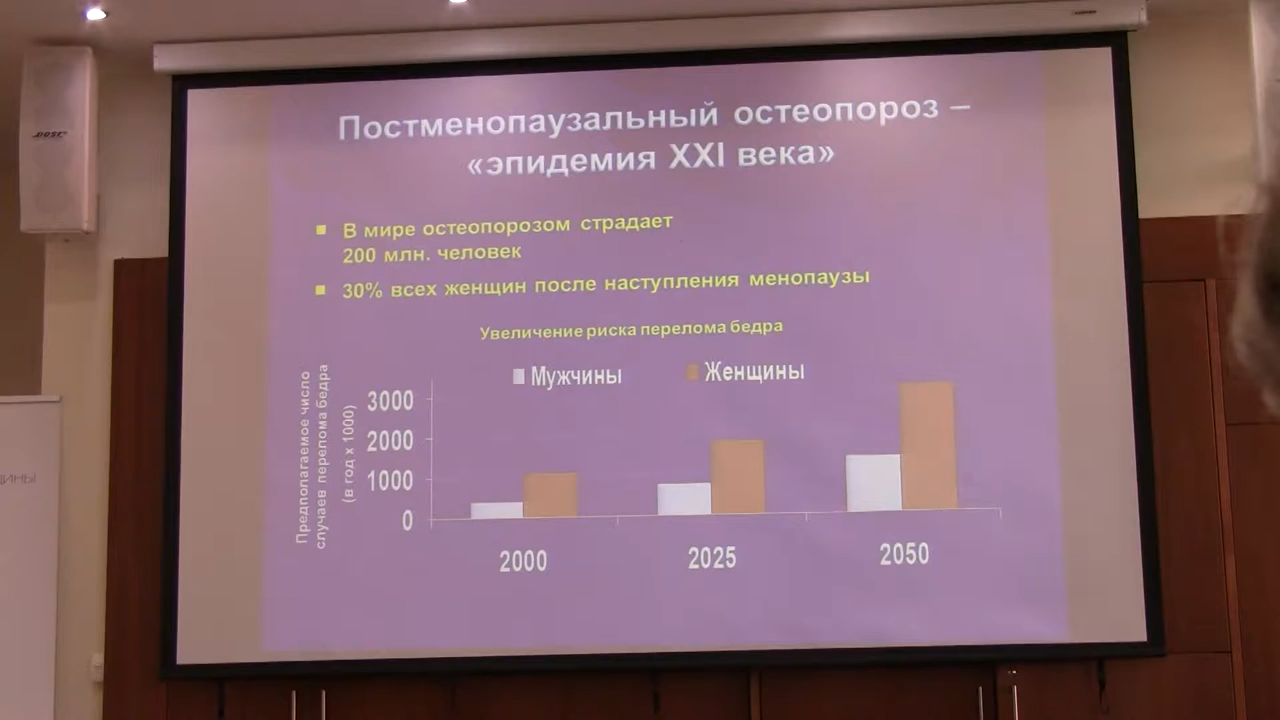 BOSE
Постменопаузальный остеопороз –
«эпидемия XXI века»
В мире остеопорозом страдает
200 млн. человек
30% всех женщин после наступления менопаузы
Увеличение риска перелома бедра
Мужчины
Женщины
Предполагаемое число
случаев перелома бедра
(в год х 1000)
3000
2000
1000
0
2000
2025
2050